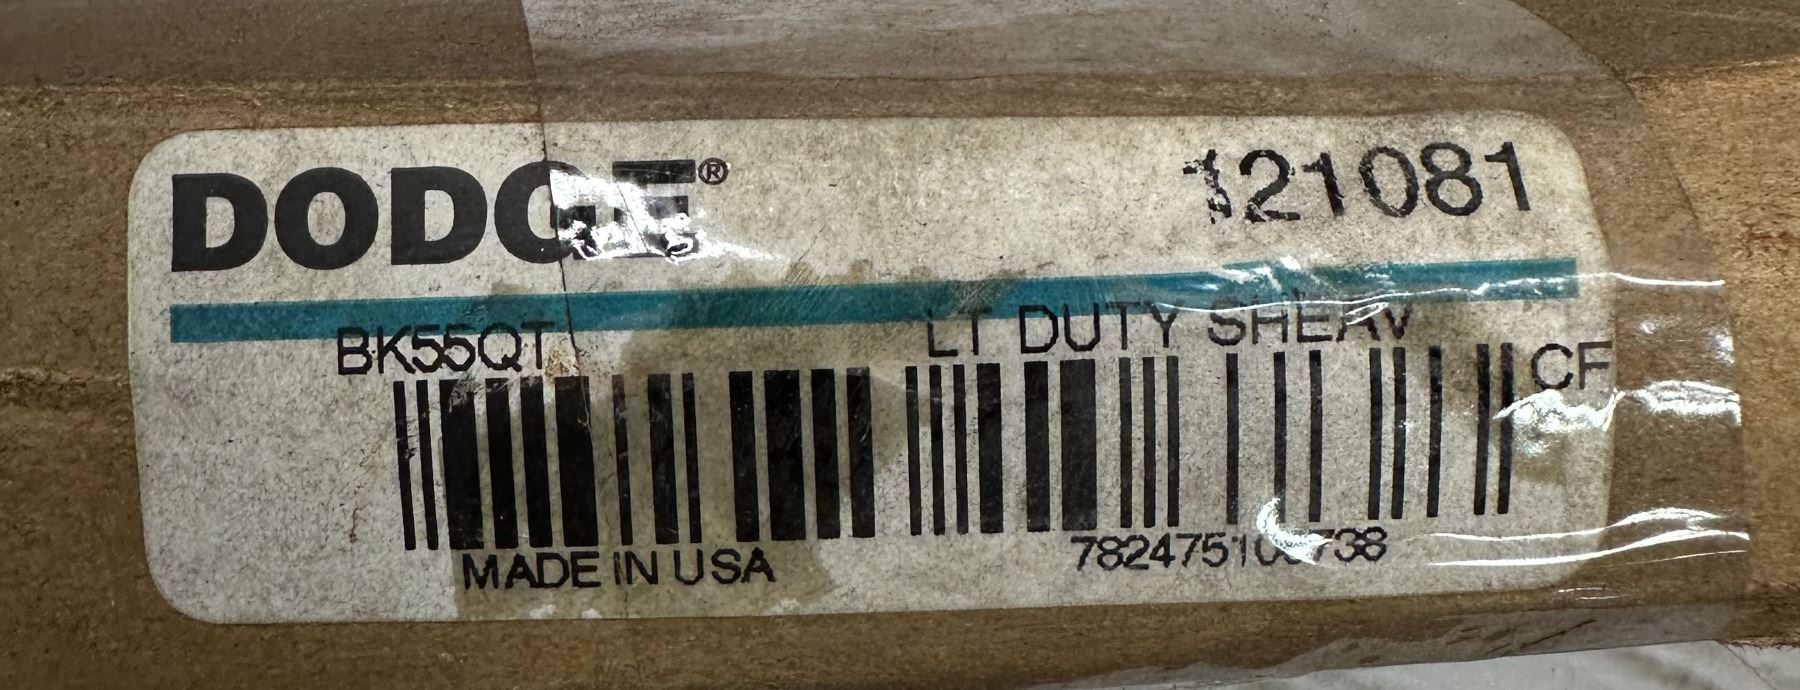 DODGE® 121081
BK55QT LT DUTY SHEAV
CF
MADE IN USA